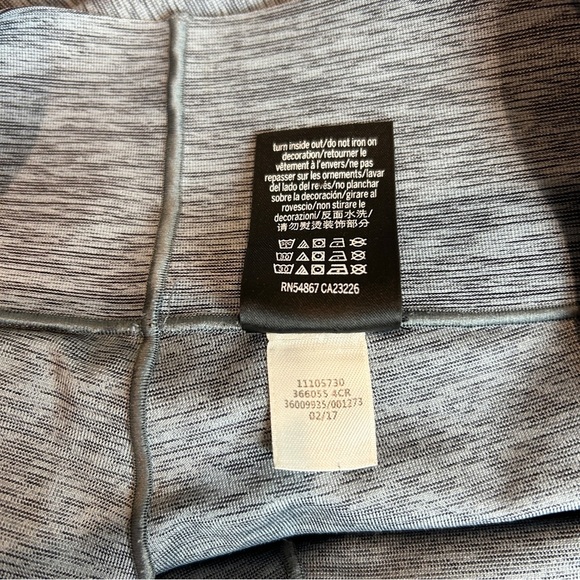 turn inside out/do not iron on
decoration/retourner le
vêtement à l'envers/ne pas
repasser sur les ornements/lavar
del lado del revés/no planchar
sobre la decoración/girare al
rovescio/non stirare le
decorazioni/反面水洗/
请勿熨烫装饰部分
RN54867 CA23226
11105730
366055 4CR
36009935/001273
02/17